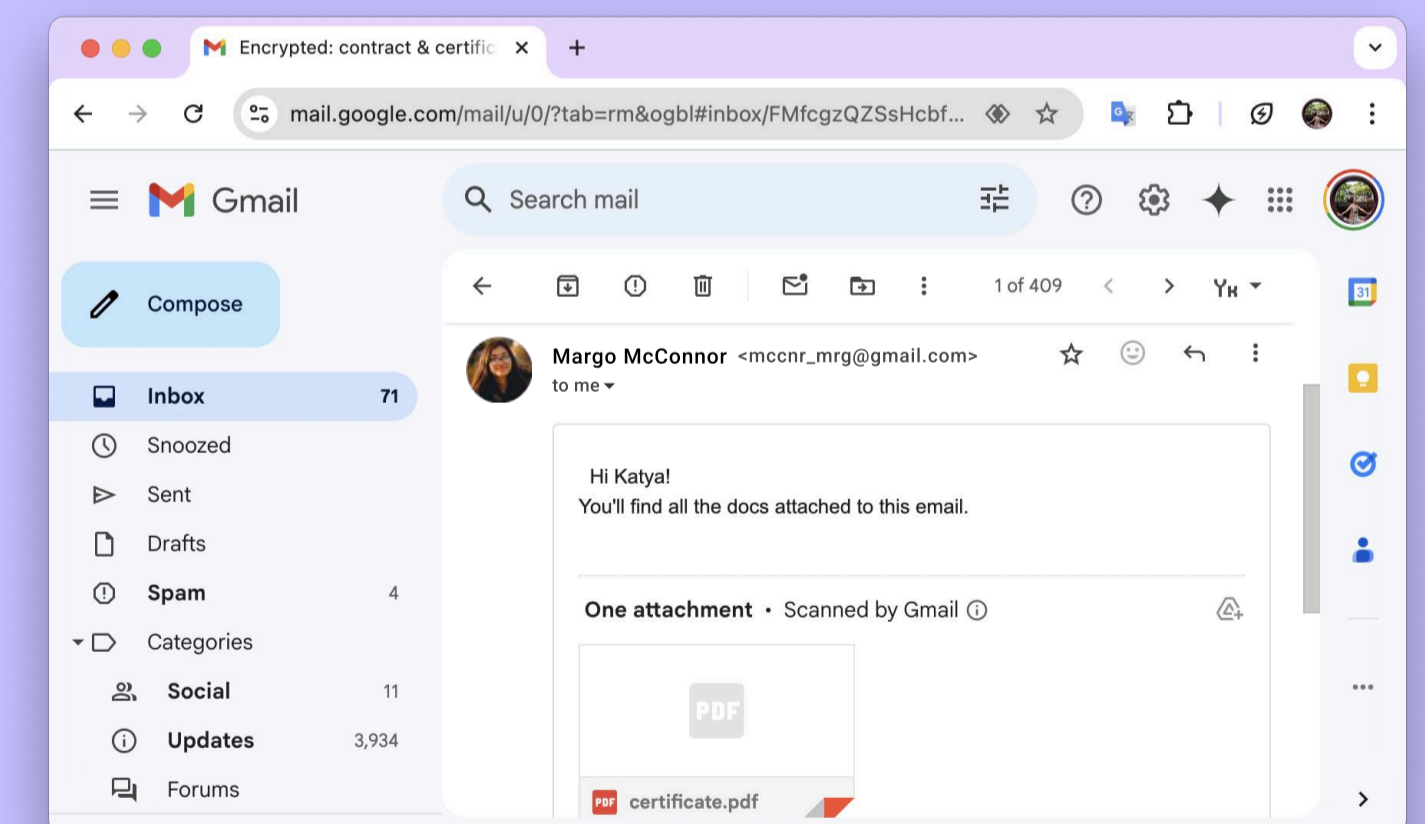 Encrypted: contract & certific
mail.google.com/mail/u/0/?tab=rm&ogbl#inbox/FMfcgzQZSsHcbf...
Gmail
Search mail
Compose
1 of 409
Ук
31
Margo McConnor <mccnr_mrg@gmail.com>
to me
Inbox 71
Snoozed
Sent
Drafts
Spam 4
Categories
Social 11
Updates 3,934
Forums
Hi Katya!
You'll find all the docs attached to this email.
One attachment • Scanned by Gmail
PDF
PDF certificate.pdf